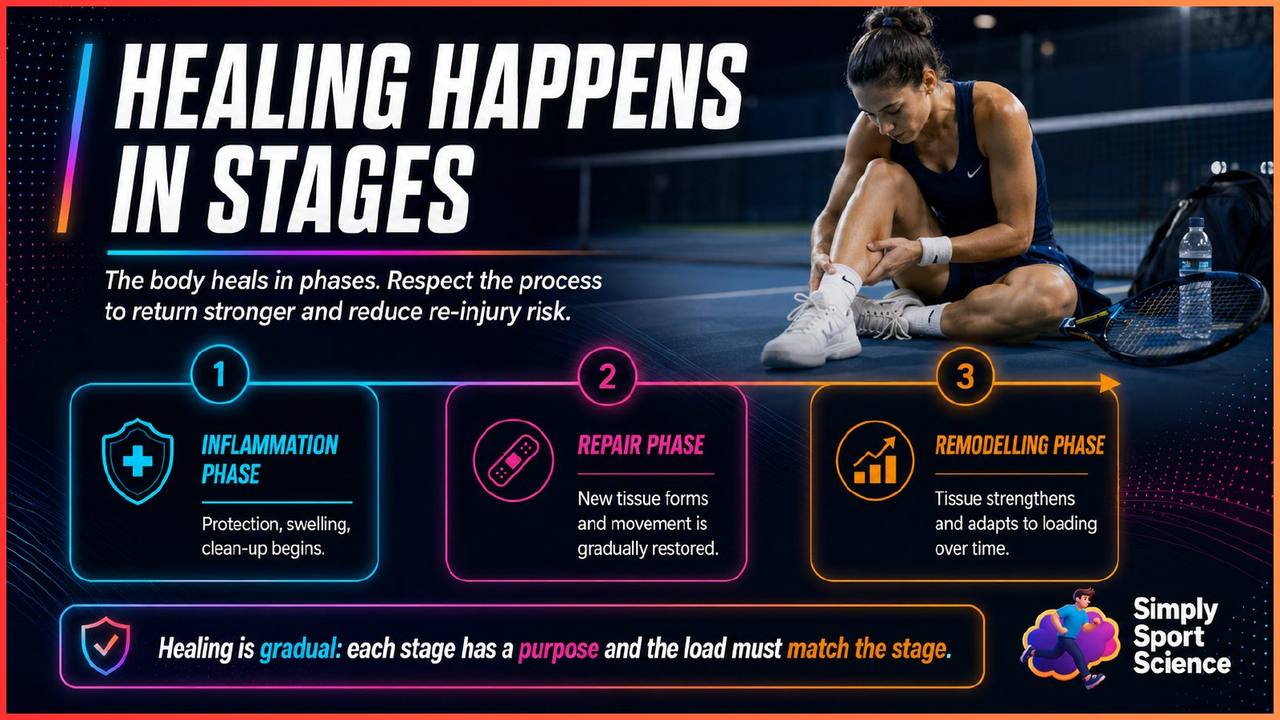 HEALING HAPPENS
IN STAGES
The body heals in phases. Respect the process
to return stronger and reduce re-injury risk.
1
INFLAMMATION
PHASE
Protection, swelling,
clean-up begins.
2
REPAIR PHASE
New tissue forms
and movement is
gradually restored.
3
REMODELLING PHASE
Tissue strengthens
and adapts to loading
over time.
Healing is gradual: each stage has a purpose and the load must match the stage.
Simply
Sport
Science